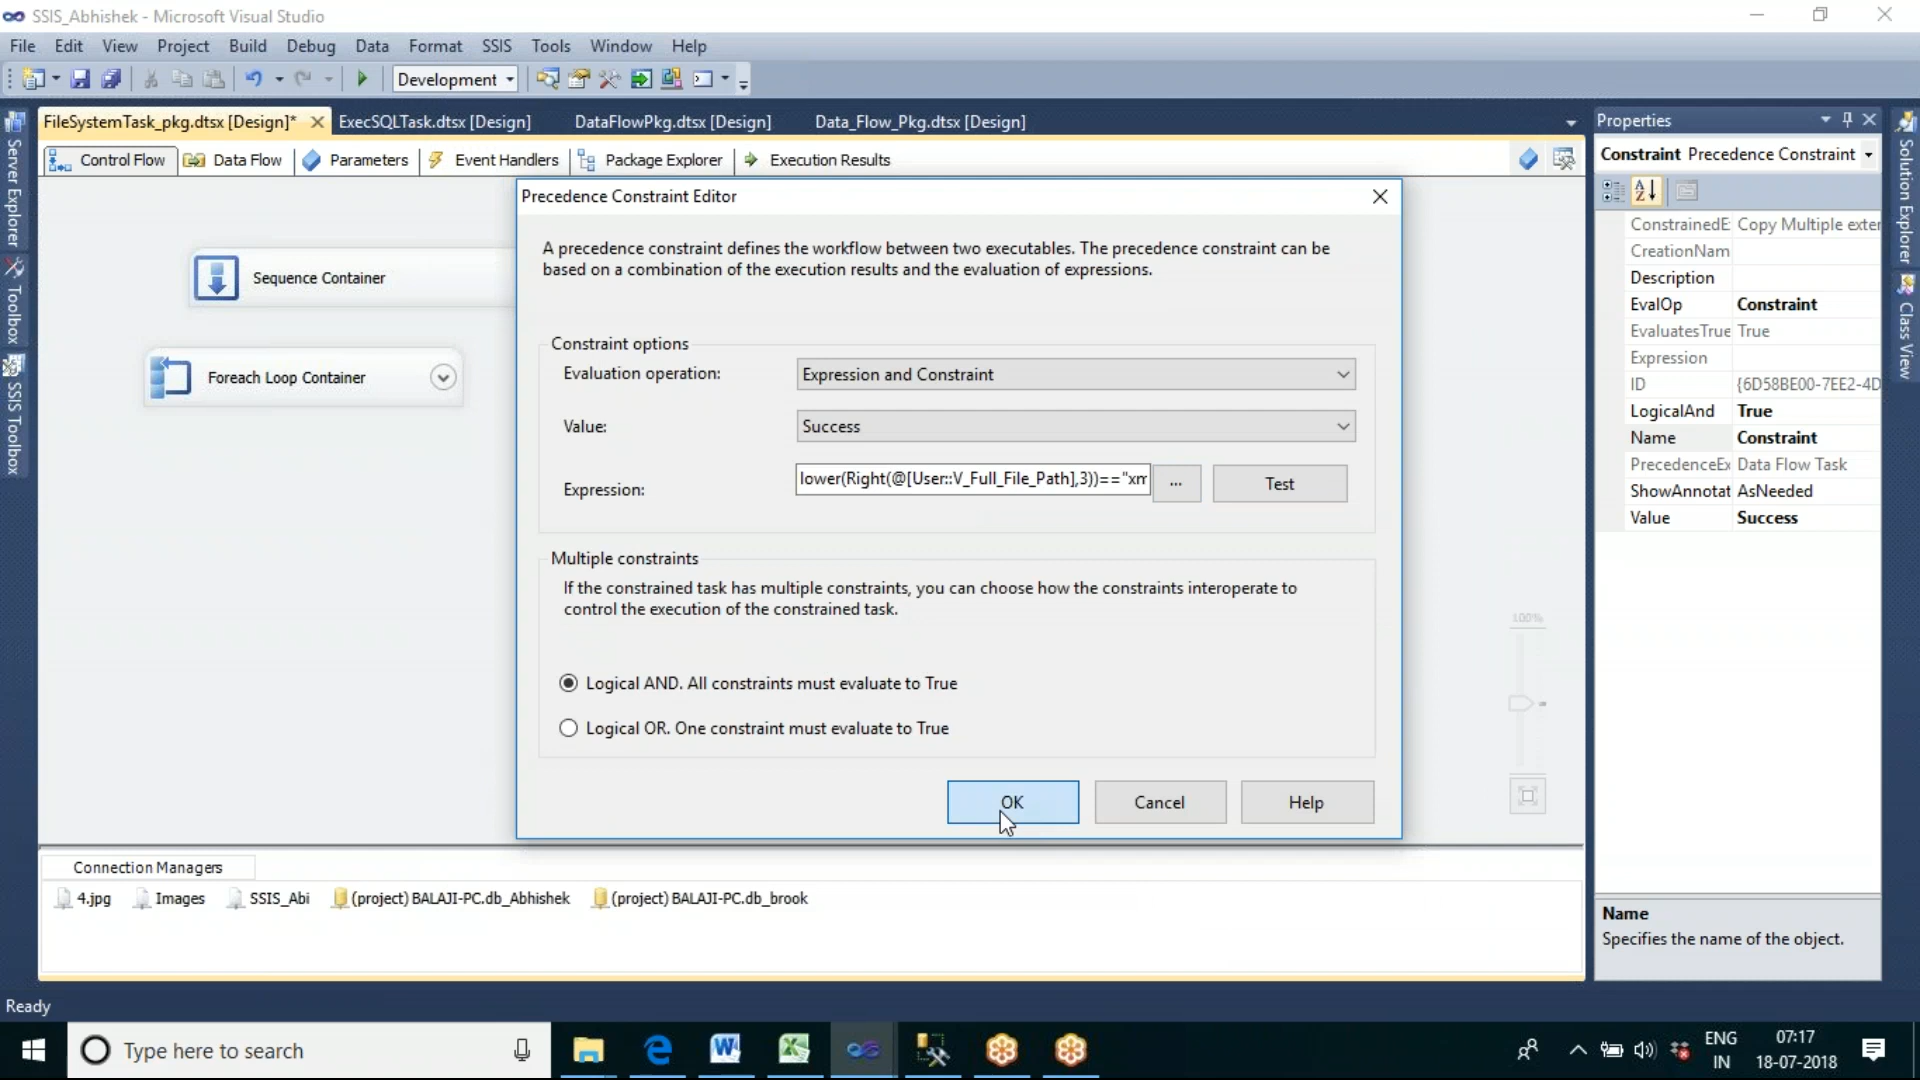 SSIS_Abhishek - Microsoft Visual Studio
File Edit View Project Build Debug Data Format SSIS Tools Window Help
Development
FileSystemTask_pkg.dtsx [Design]* ExecSQLTask.dtsx [Design] DataFlowPkg.dtsx [Design] Data_Flow_Pkg.dtsx [Design]
Control Flow Data Flow Parameters Event Handlers Package Explorer Execution Results
Server Explorer
Toolbox
SSIS Toolbox
Sequence Container
Foreach Loop Container
Precedence Constraint Editor
A precedence constraint defines the workflow between two executables. The precedence constraint can be
based on a combination of the execution results and the evaluation of expressions.
Constraint options
Evaluation operation: Expression and Constraint
Value: Success
Expression: lower(Right(@[User::V_Full_File_Path],3))=="xm ... Test
Multiple constraints
If the constrained task has multiple constraints, you can choose how the constraints interoperate to
control the execution of the constrained task.
Logical AND. All constraints must evaluate to True
Logical OR. One constraint must evaluate to True
OK Cancel Help
100%
Connection Managers
4.jpg Images SSIS_Abi (project) BALAJI-PC.db_Abhishek (project) BALAJI-PC.db_brook
Properties
Constraint Precedence Constraint
ConstrainedE Copy Multiple exter
CreationNam
Description
EvalOp Constraint
EvaluatesTrue True
Expression
ID {6D58BE00-7EE2-4D
LogicalAnd True
Name Constraint
PrecedenceEx Data Flow Task
ShowAnnotat AsNeeded
Value Success
Name
Specifies the name of the object.
Solution Explorer
Class View
Ready
Type here to search
ENG
IN
07:17
18-07-2018